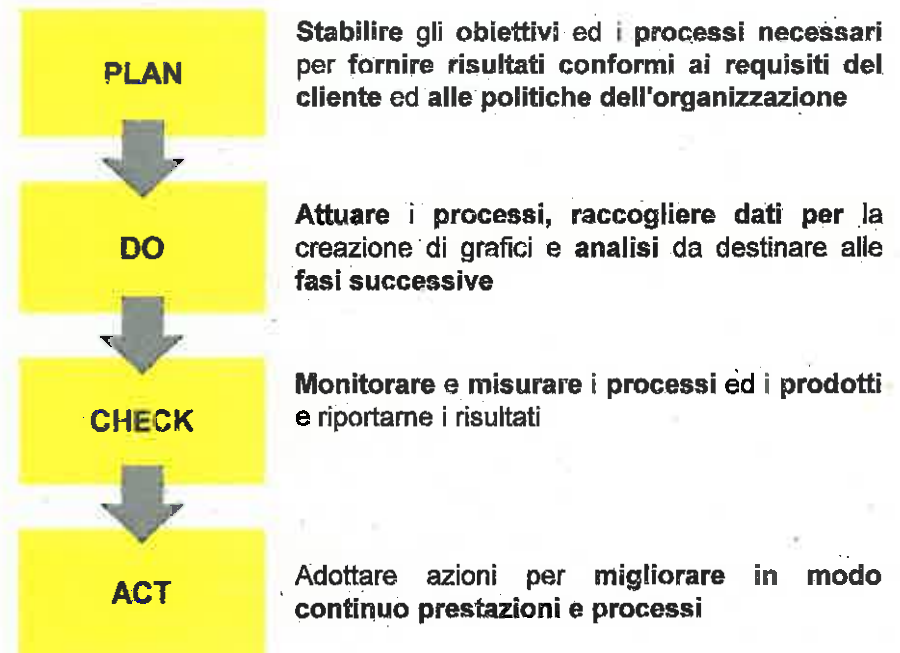 PLAN
Stabilire gli obiettivi ed i processi necessari
per fornire risultati conformi ai requisiti del
cliente ed alle politiche dell'organizzazione
DO
Attuare i processi, raccogliere dati per la
creazione di grafici e analisi da destinare alle
fasi successive
CHECK
Monitorare e misurare i processi ed i prodotti
e riportarne i risultati
ACT
Adottare azioni per migliorare in modo
continuo prestazioni e processi